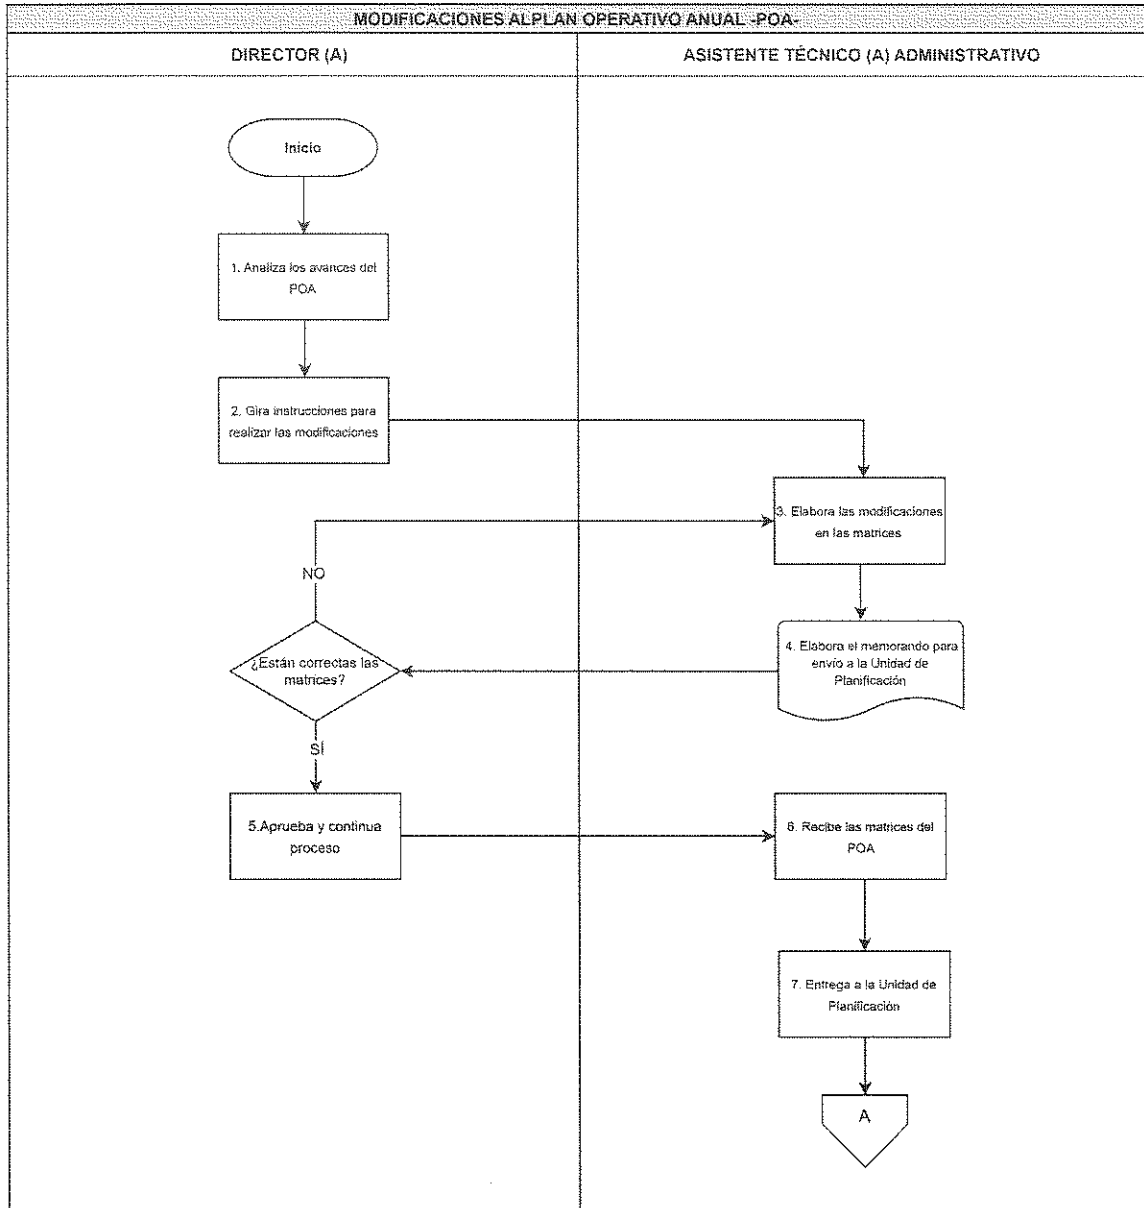 MODIFICACIONES ALPLAN OPERATIVO ANUAL -POA-
DIRECTOR (A)
ASISTENTE TÉCNICO (A) ADMINISTRATIVO
Inicio
1. Analiza los avances del
POA
2. Gira instrucciones para
realizar las modificaciones
3. Elabora las modificaciones
en las matrices
NO
4. Elabora el memorando para
envío a la Unidad de
Planificación
¿Están correctas las
matrices?
SÍ
5.Aprueba y continua
proceso
6. Recibe las matrices del
POA
7. Entrega a la Unidad de
Planificación
A